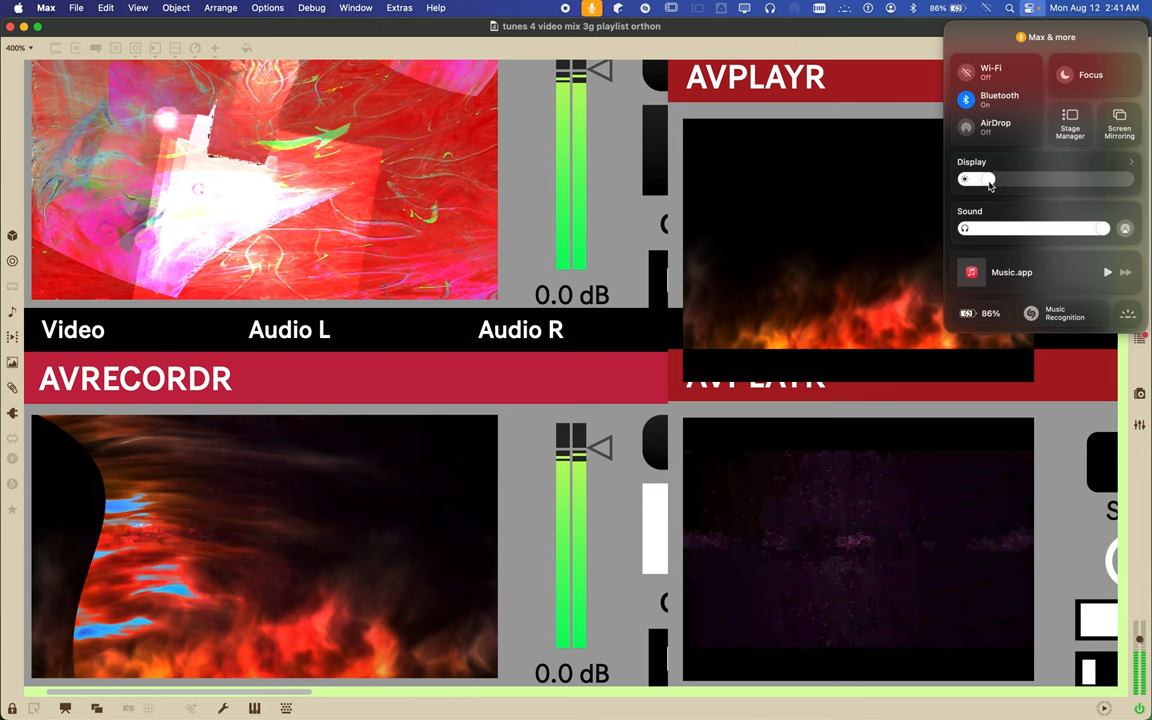 Max File Edit View Object Arrange Options Debug Window Extras Help
86% Mon Aug 12 2:41 AM
tunes 4 video mix 3g playlist orthon
400%
Max & more
Wi-Fi
Off
Bluetooth
On
AirDrop
Off
Focus
Stage
Manager
Screen
Mirroring
Display
Sound
Music.app
86%
Music
Recognition
AVPLAYR
0.0 dB
Video Audio L Audio R
AVRECORDR
AVPLAYR
0.0 dB